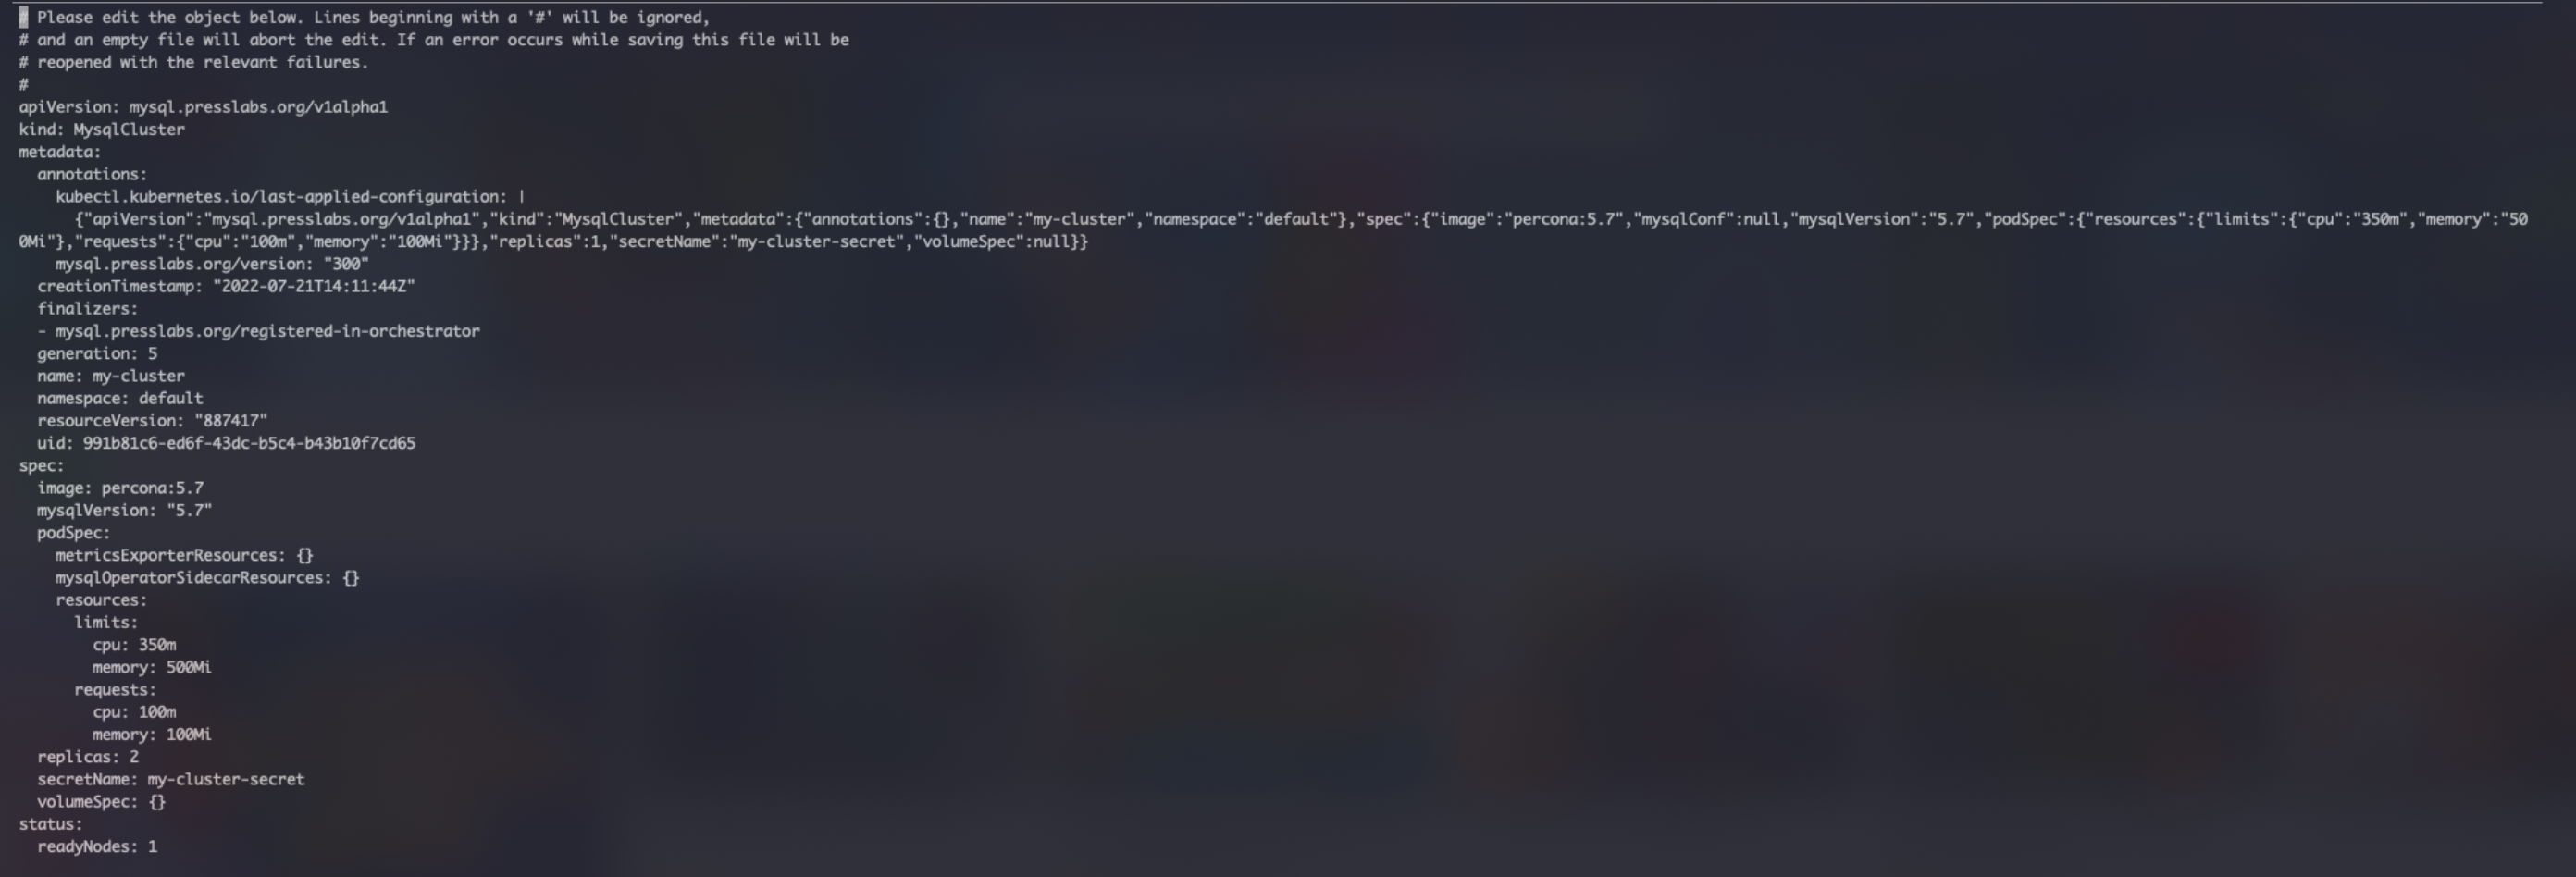 # Please edit the object below. Lines beginning with a '#' will be ignored,
# and an empty file will abort the edit. If an error occurs while saving this file will be
# reopened with the relevant failures.
#
apiVersion: mysql.presslabs.org/v1alpha1
kind: MysqlCluster
metadata:
  annotations:
    kubectl.kubernetes.io/last-applied-configuration: |
      {"apiVersion":"mysql.presslabs.org/v1alpha1","kind":"MysqlCluster","metadata":{"annotations":{},"name":"my-cluster","namespace":"default"},"spec":{"image":"percona:5.7","mysqlConf":null,"mysqlVersion":"5.7","podSpec":{"resources":{"limits":{"cpu":"350m","memory":"50
0Mi"},"requests":{"cpu":"100m","memory":"100Mi"}}},"replicas":1,"secretName":"my-cluster-secret","volumeSpec":null}}
    mysql.presslabs.org/version: "300"
  creationTimestamp: "2022-07-21T14:11:44Z"
  finalizers:
  - mysql.presslabs.org/registered-in-orchestrator
  generation: 5
  name: my-cluster
  namespace: default
  resourceVersion: "887417"
  uid: 991b81c6-ed6f-43dc-b5c4-b43b10f7cd65
spec:
  image: percona:5.7
  mysqlVersion: "5.7"
  podSpec:
    metricsExporterResources: {}
    mysqlOperatorSidecarResources: {}
    resources:
      limits:
        cpu: 350m
        memory: 500Mi
      requests:
        cpu: 100m
        memory: 100Mi
  replicas: 2
  secretName: my-cluster-secret
  volumeSpec: {}
status:
  readyNodes: 1